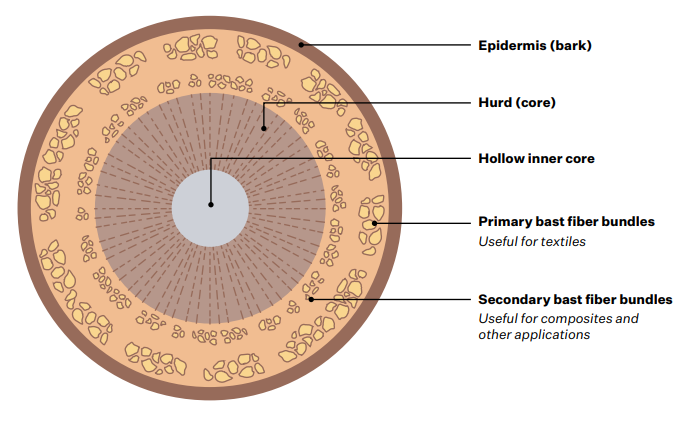 Epidermis (bark)
Hurd (core)
Hollow inner core
Primary bast fiber bundles
Useful for textiles
Secondary bast fiber bundles
Useful for composites and
other applications